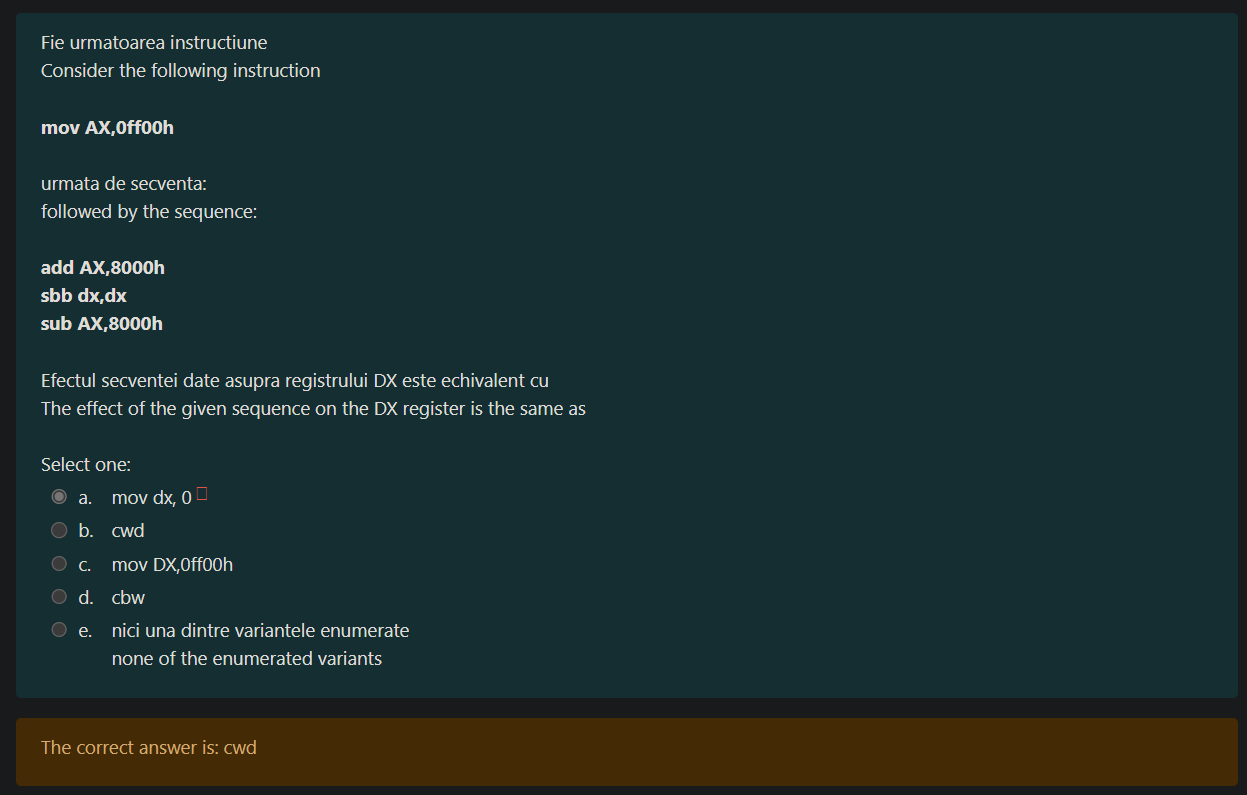 Fie urmatoarea instructiune
Consider the following instruction
mov AX,0ff00h
urmata de secventa:
followed by the sequence:
add AX,8000h
sbb dx,dx
sub AX,8000h
Efectul secventei date asupra registrului DX este echivalent cu
The effect of the given sequence on the DX register is the same as
Select one:
a. mov dx, 0
b. cwd
c. mov DX,0ff00h
d. cbw
e. nici una dintre variantele enumerate
none of the enumerated variants
The correct answer is: cwd